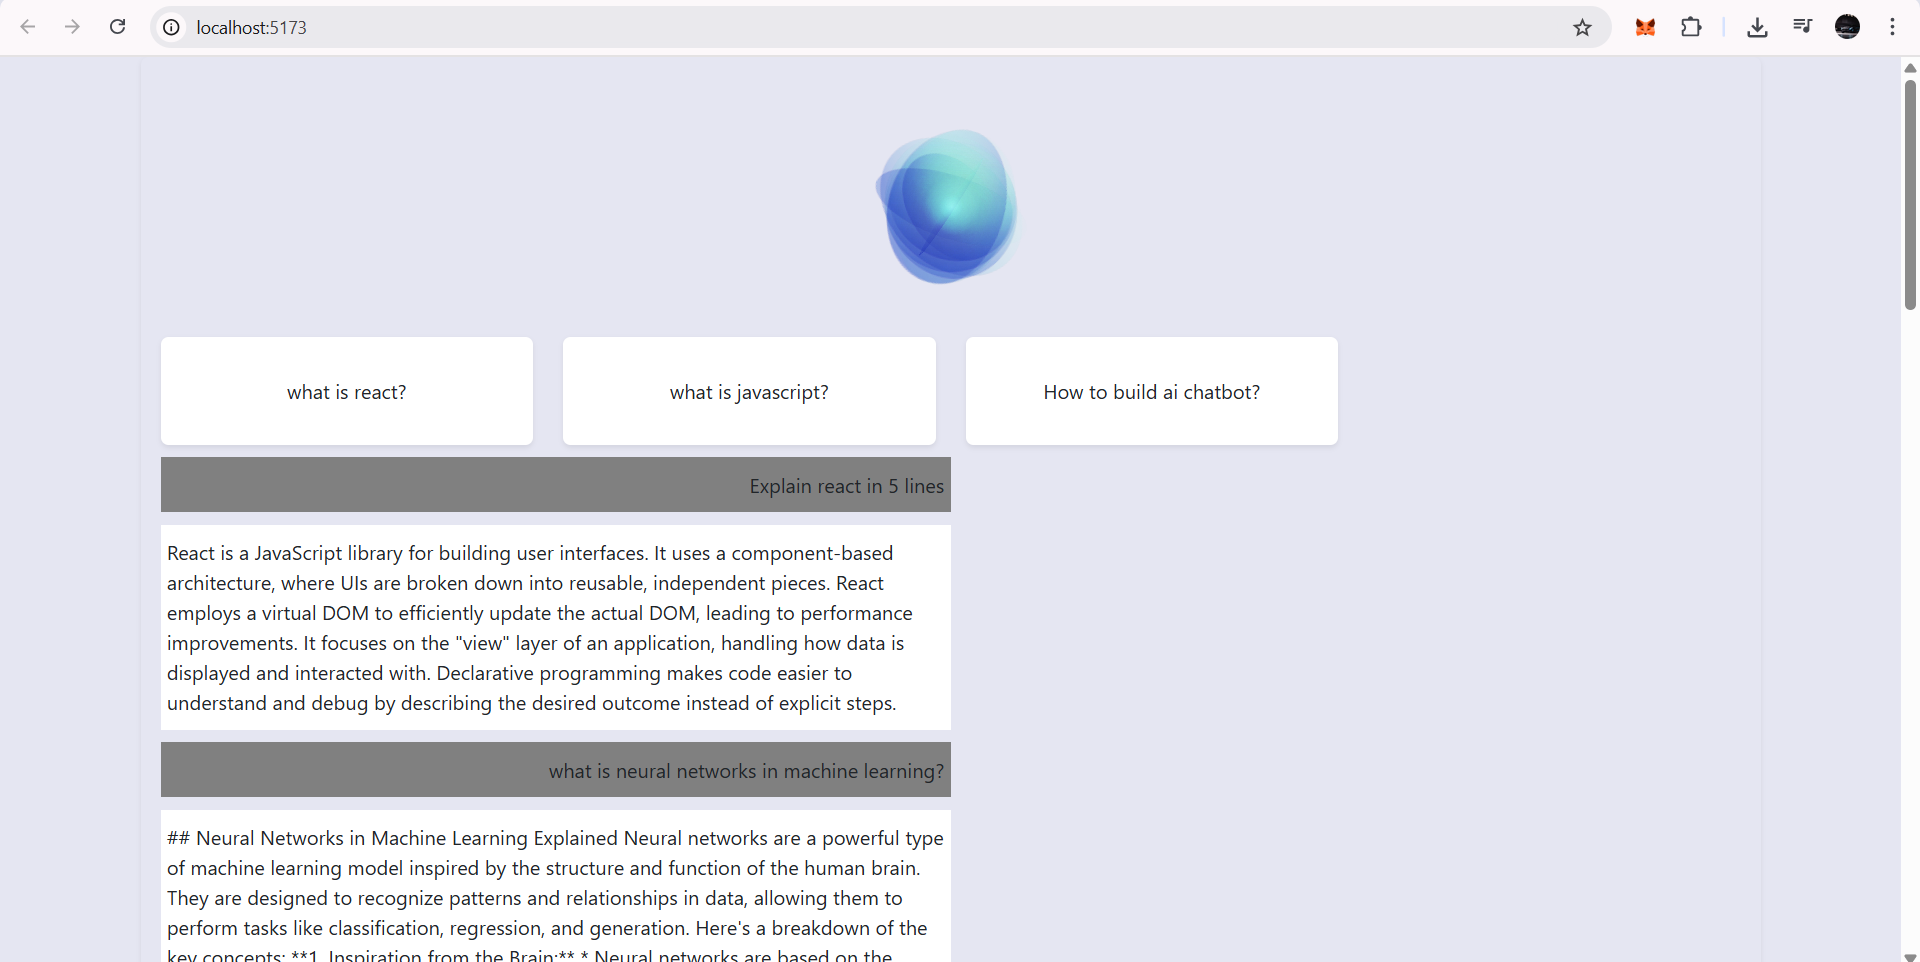 localhost:5173
what is react?
what is javascript?
How to build ai chatbot?
Explain react in 5 lines
React is a JavaScript library for building user interfaces. It uses a component-based
architecture, where UIs are broken down into reusable, independent pieces. React
employs a virtual DOM to efficiently update the actual DOM, leading to performance
improvements. It focuses on the "view" layer of an application, handling how data is
displayed and interacted with. Declarative programming makes code easier to
understand and debug by describing the desired outcome instead of explicit steps.
what is neural networks in machine learning?
## Neural Networks in Machine Learning Explained Neural networks are a powerful type
of machine learning model inspired by the structure and function of the human brain.
They are designed to recognize patterns and relationships in data, allowing them to
perform tasks like classification, regression, and generation. Here's a breakdown of the
key concepts: **1. Inspiration from the Brain:** * Neural networks are based on the